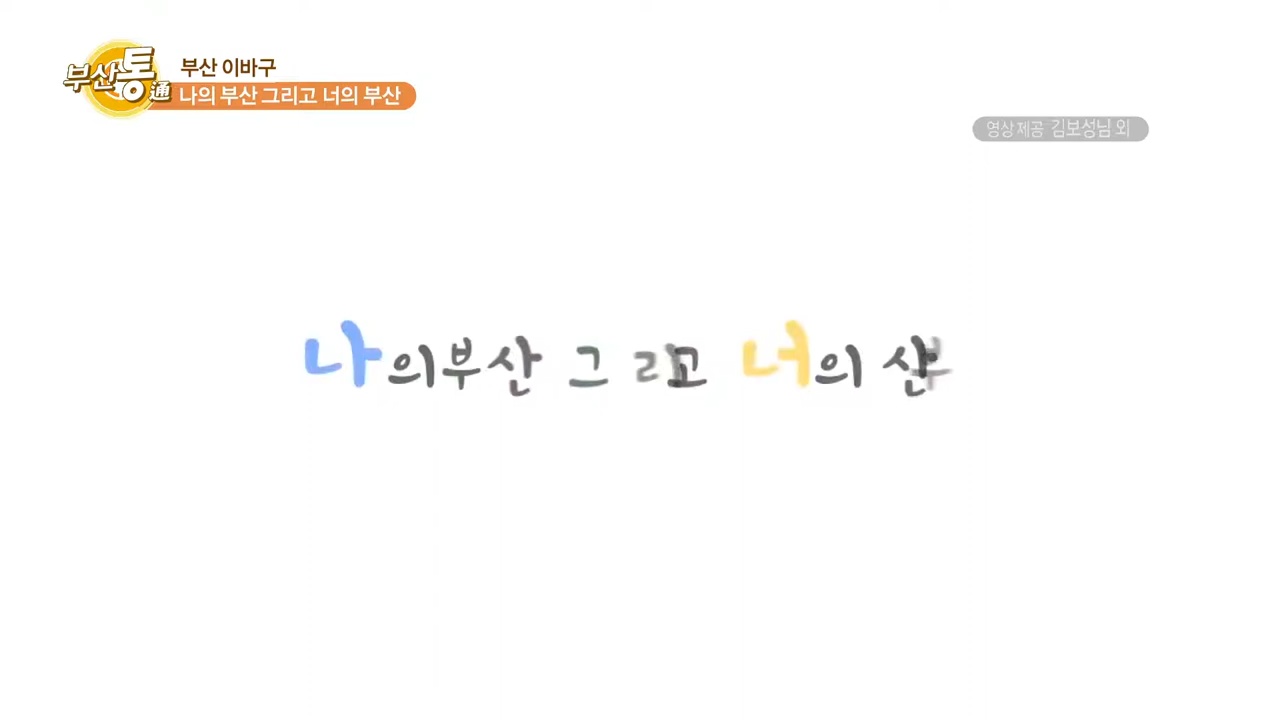 부산통通
부산 이바구
나의 부산 그리고 너의 부산
영상제공 김보성님 외
나의부산 그리고 너의